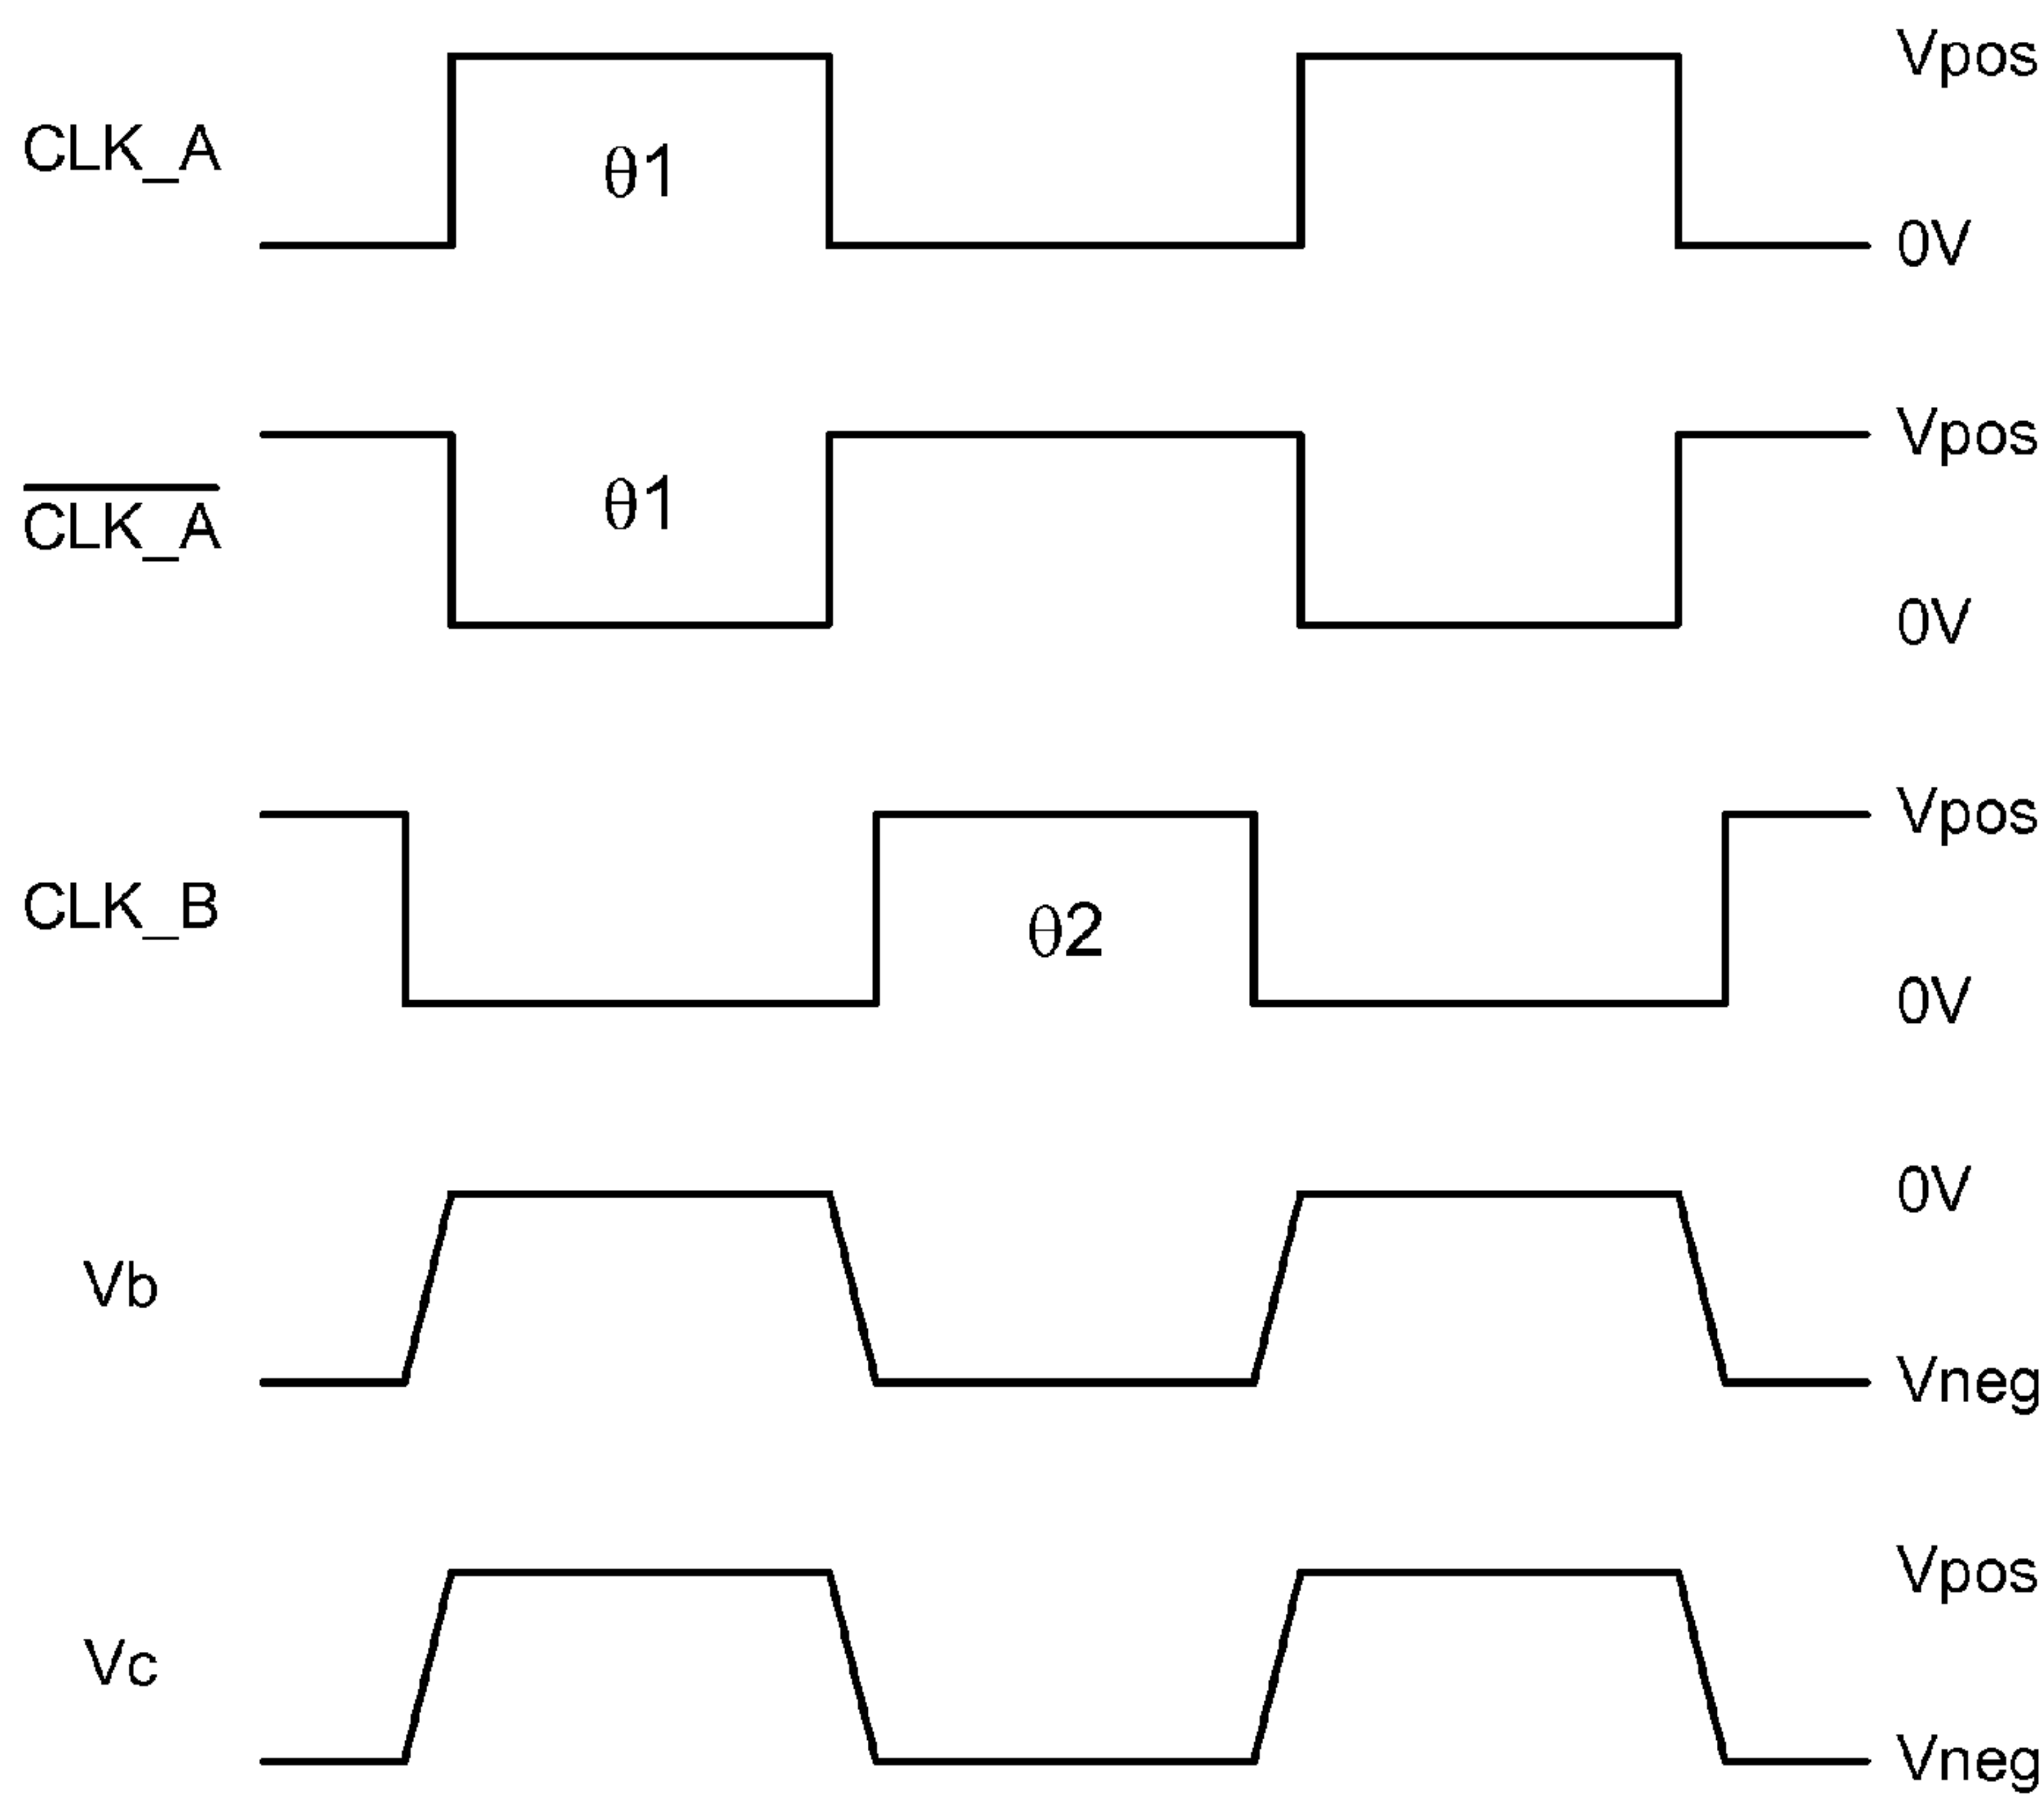 Vpos
CLK_A
θ1
0V
Vpos
CLK_A
θ1
0V
Vpos
CLK_B
θ2
0V
0V
Vb
Vneg
Vpos
Vc
Vneg